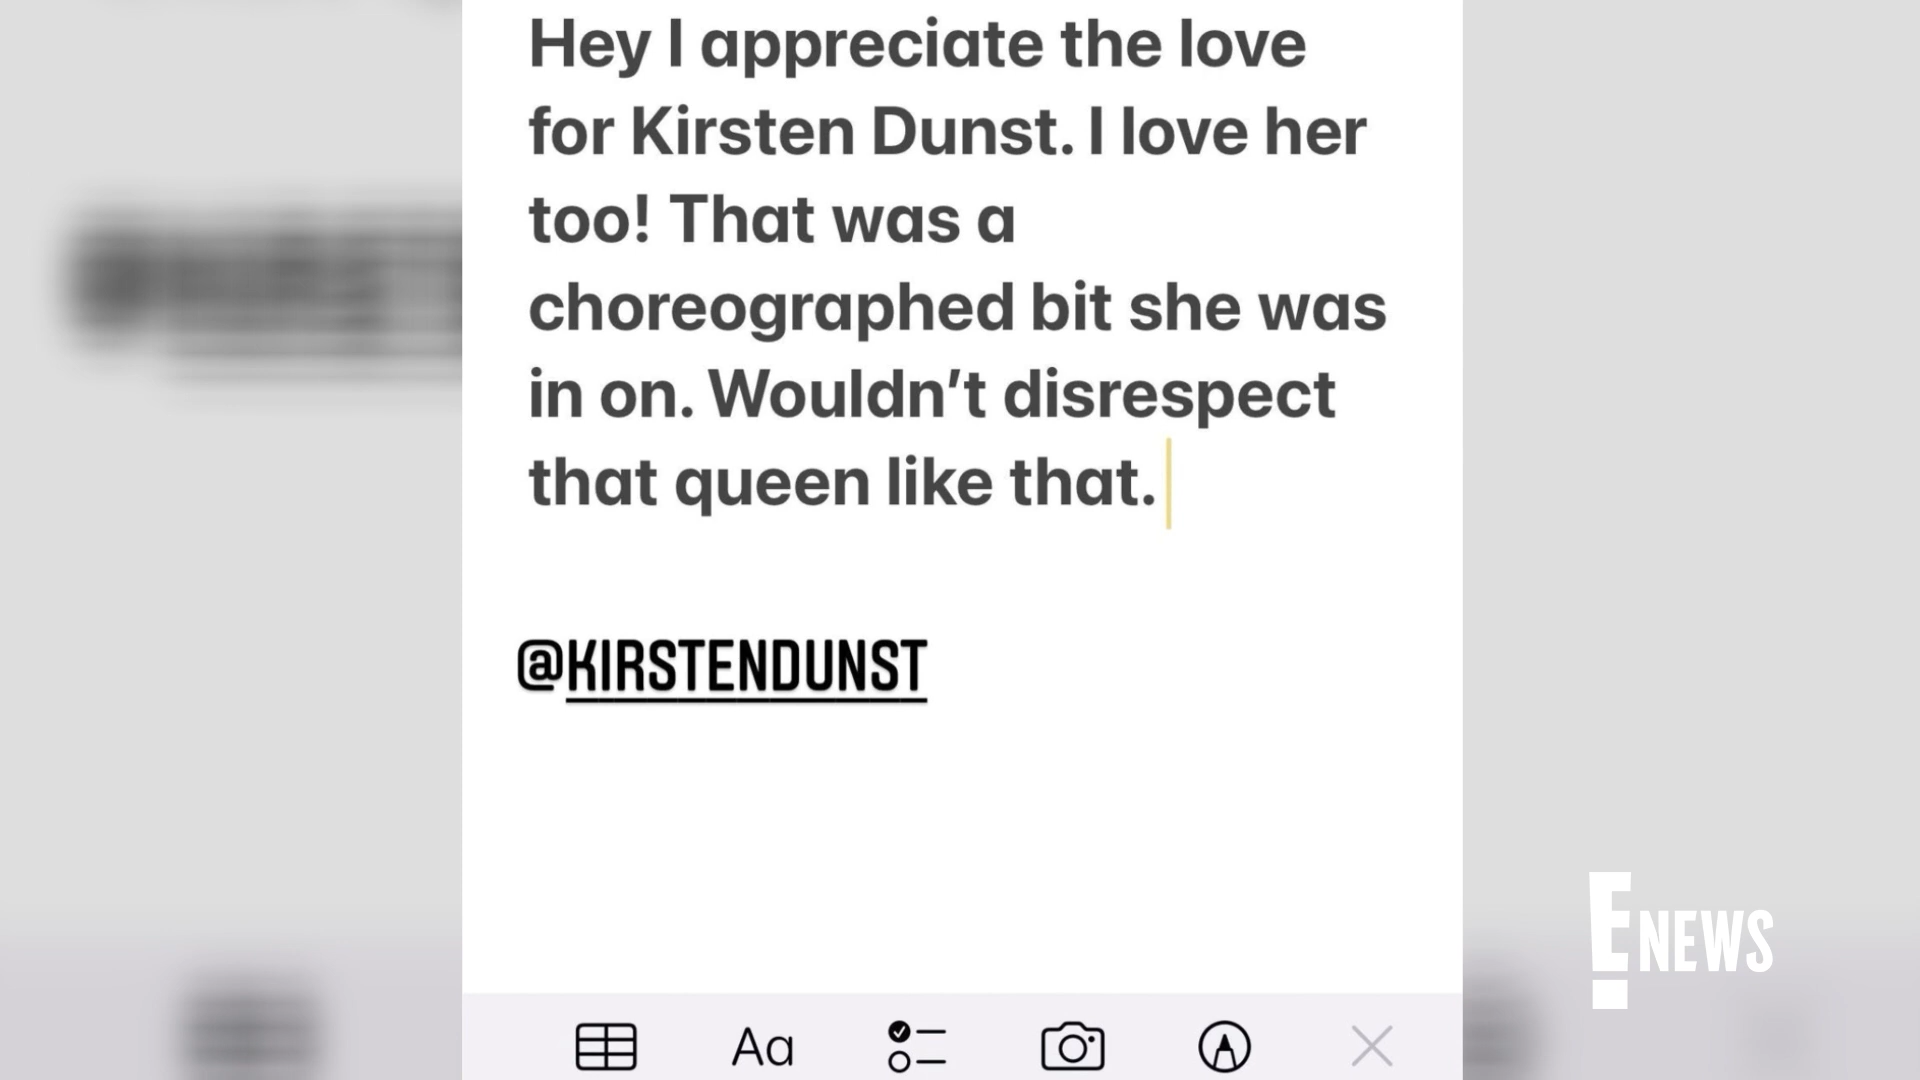 Hey I appreciate the love
for Kirsten Dunst. I love her
too! That was a
choreographed bit she was
in on. Wouldn’t disrespect
that queen like that.
@KIRSTENDUNST
Aa
E NEWS